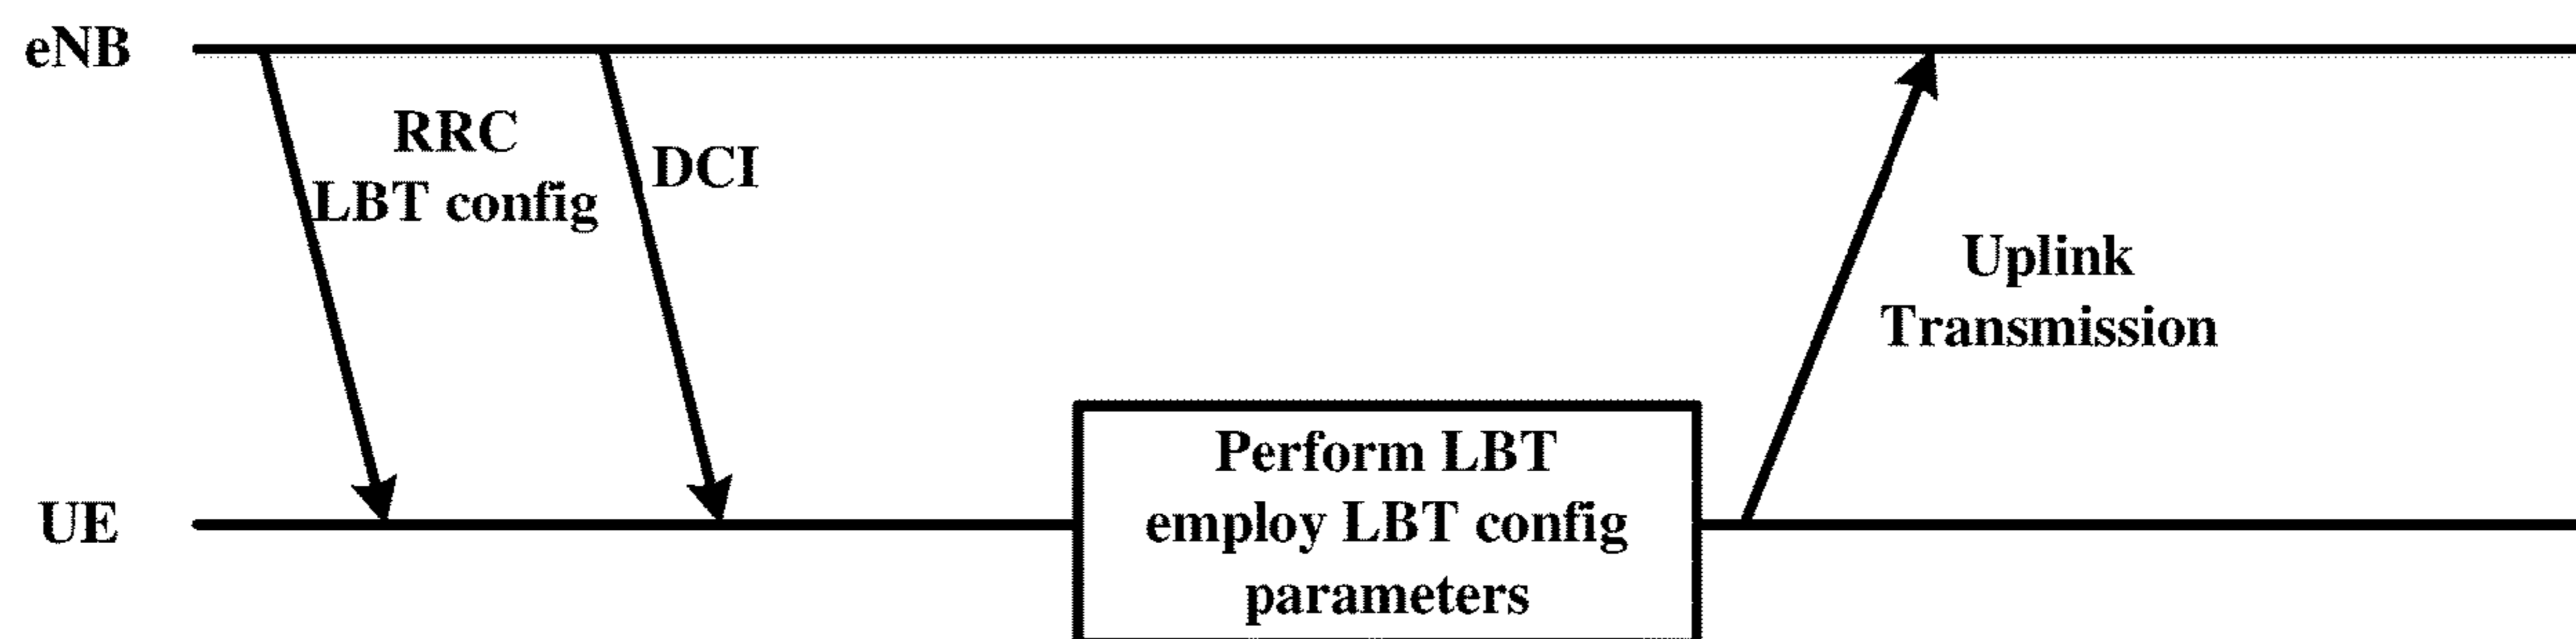 eNB
RRC
LBT config
DCI
Uplink
Transmission
UE
Perform LBT
employ LBT config
parameters